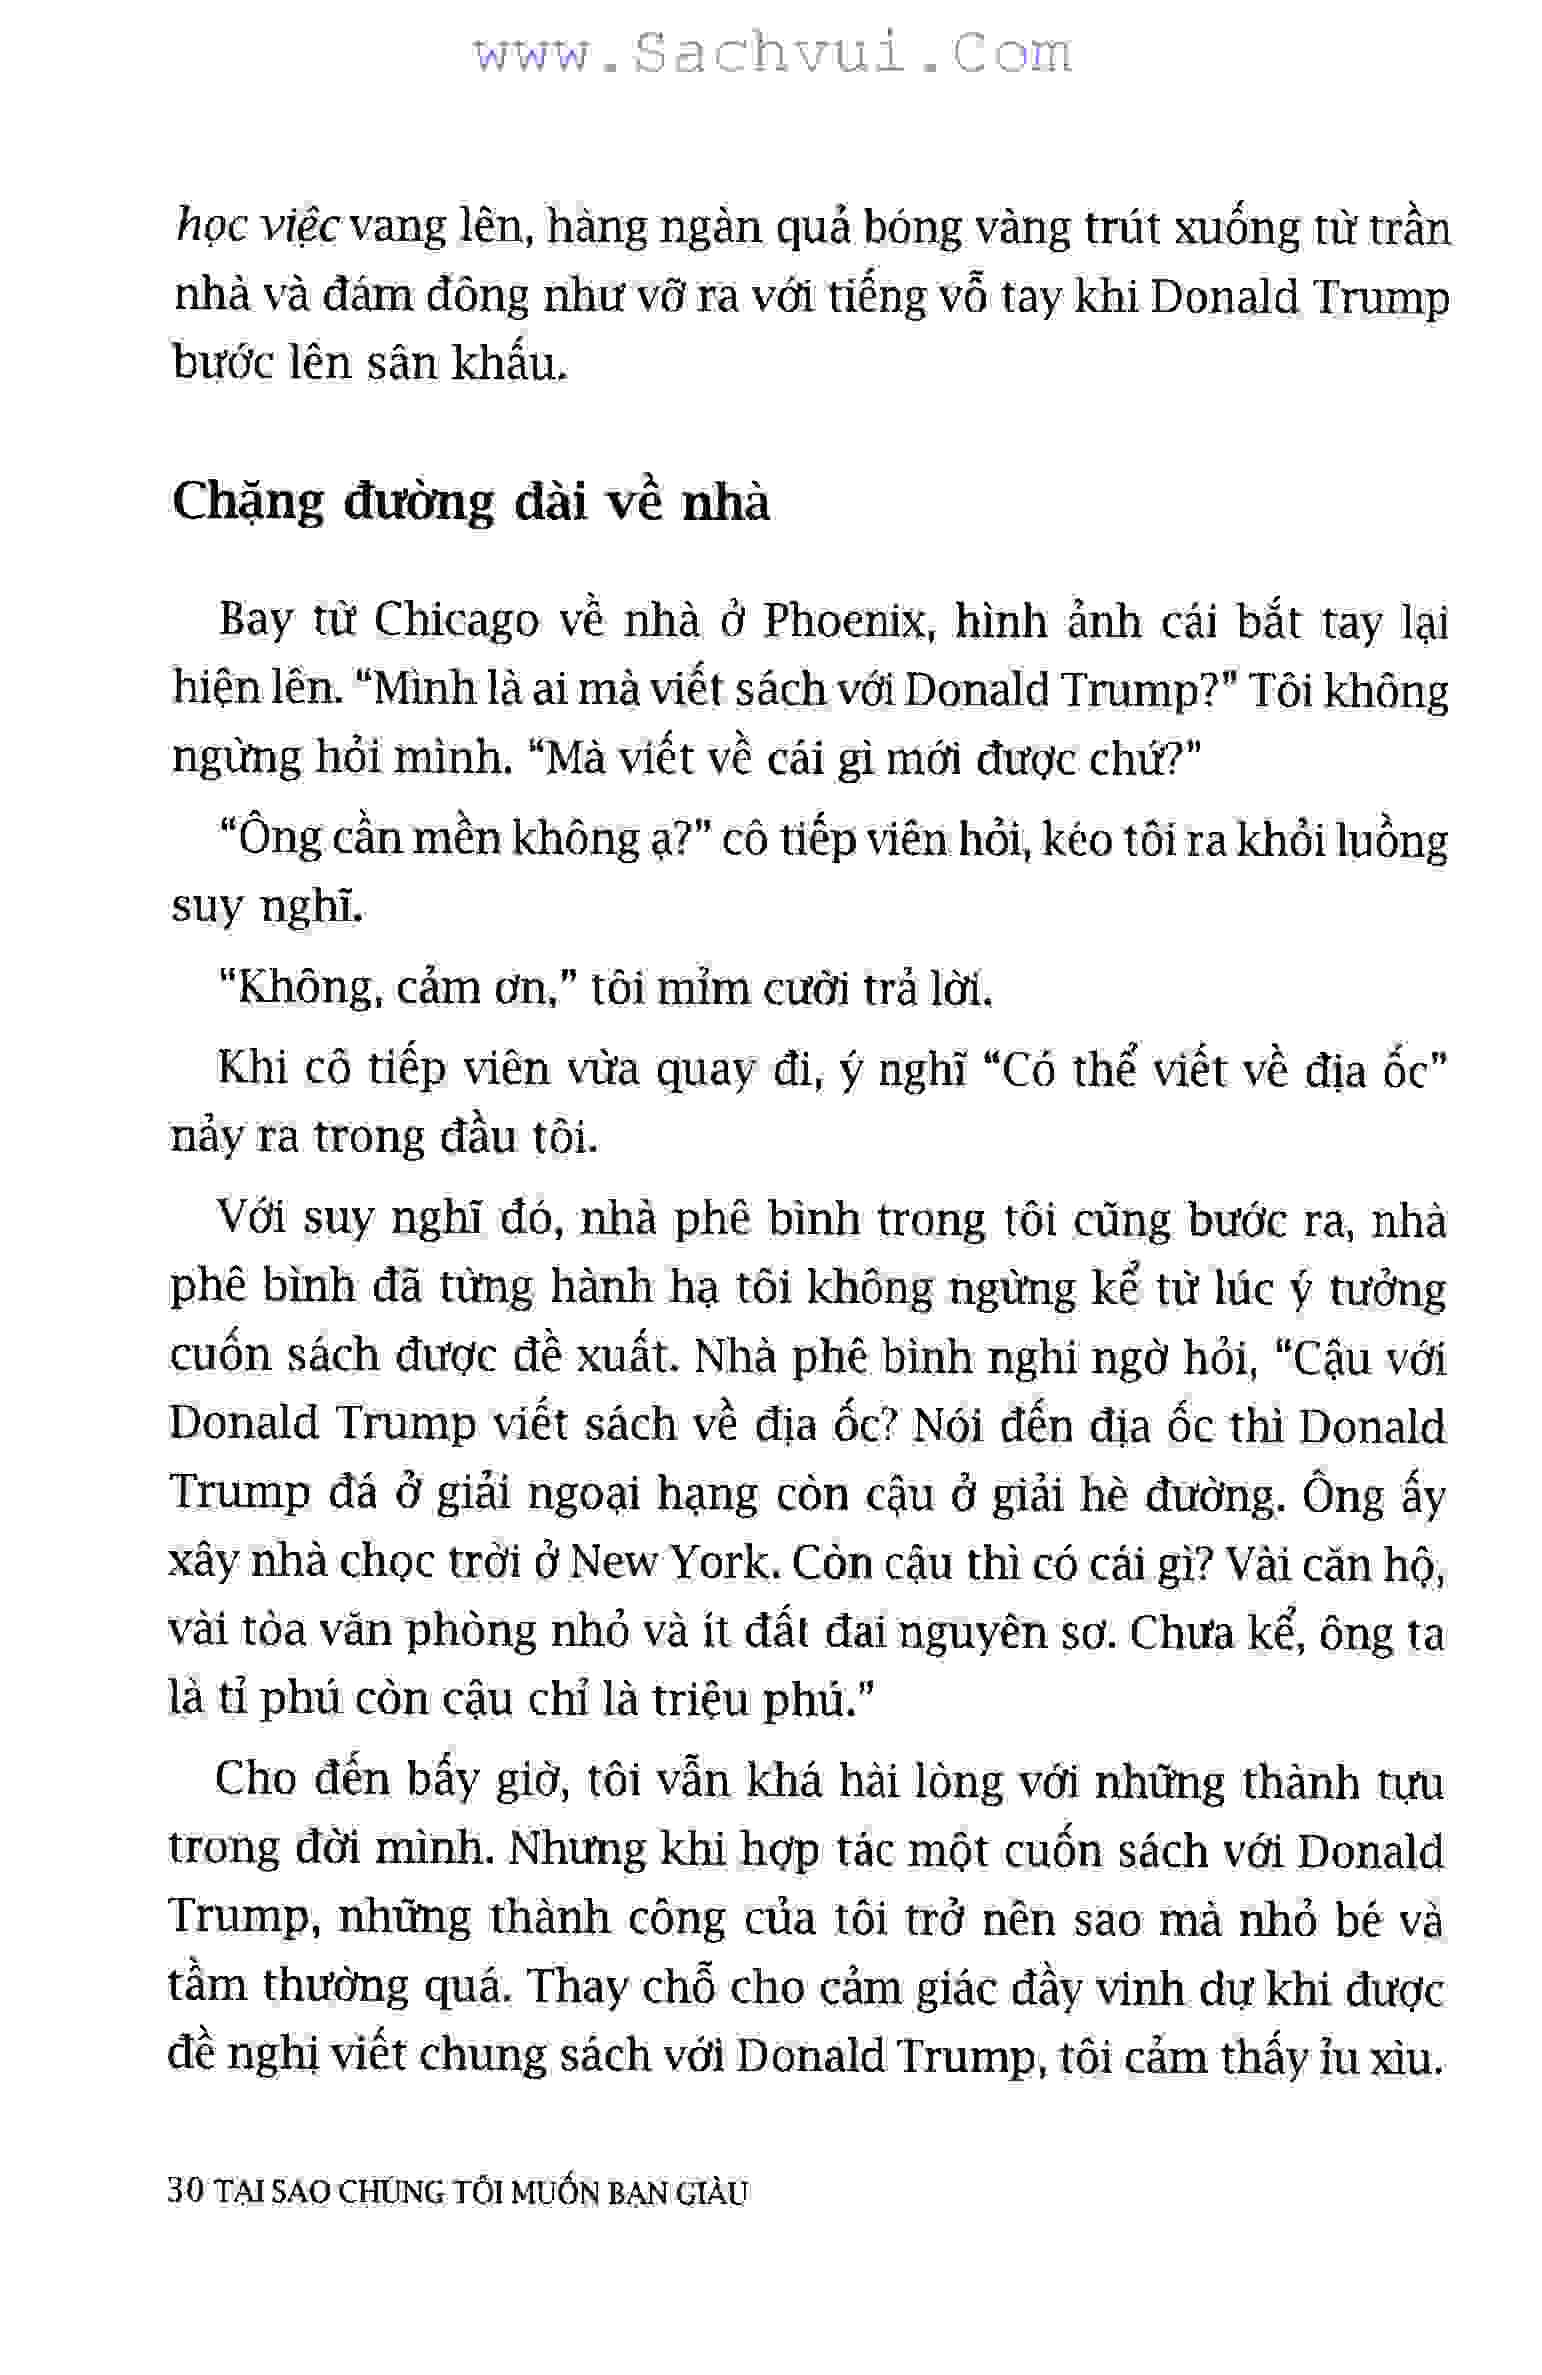 www.Sachvui.Com
học việc vang lên, hàng ngàn quả bóng vàng trút xuống từ trần
nhà và đám đông như vỡ ra với tiếng vỗ tay khi Donald Trump
bước lên sân khấu.
Chặng đường dài về nhà
Bay từ Chicago về nhà ở Phoenix, hình ảnh cái bắt tay lại
hiện lên. “Mình là ai mà viết sách với Donald Trump?” Tôi không
ngừng hỏi mình. “Mà viết về cái gì mới được chứ?”
“Ông cần mền không ạ?” cô tiếp viên hỏi, kéo tôi ra khỏi luồng
suy nghĩ.
“Không, cảm ơn,” tôi mỉm cười trả lời.
Khi cô tiếp viên vừa quay đi, ý nghĩ “Có thể viết về địa ốc”
nảy ra trong đầu tôi.
Với suy nghĩ đó, nhà phê bình trong tôi cũng bước ra, nhà
phê bình đã từng hành hạ tôi không ngừng kể từ lúc ý tưởng
cuốn sách được đề xuất. Nhà phê bình nghi ngờ hỏi, “Cậu với
Donald Trump viết sách về địa ốc? Nói đến địa ốc thì Donald
Trump đá ở giải ngoại hạng còn cậu ở giải hè đường. Ông ấy
xây nhà chọc trời ở New York. Còn cậu thì có cái gì? Vài căn hộ,
vài tòa văn phòng nhỏ và ít đất đai nguyên sơ. Chưa kể, ông ta
là tỉ phú còn cậu chỉ là triệu phú.”
Cho đến bấy giờ, tôi vẫn khá hài lòng với những thành tựu
trong đời mình. Nhưng khi hợp tác một cuốn sách với Donald
Trump, những thành công của tôi trở nên sao mà nhỏ bé và
tầm thường quá. Thay chỗ cho cảm giác đầy vinh dự khi được
đề nghị viết chung sách với Donald Trump, tôi cảm thấy ỉu xìu.
30 TẠI SAO CHÚNG TÔI MUỐN BẠN GIÀU